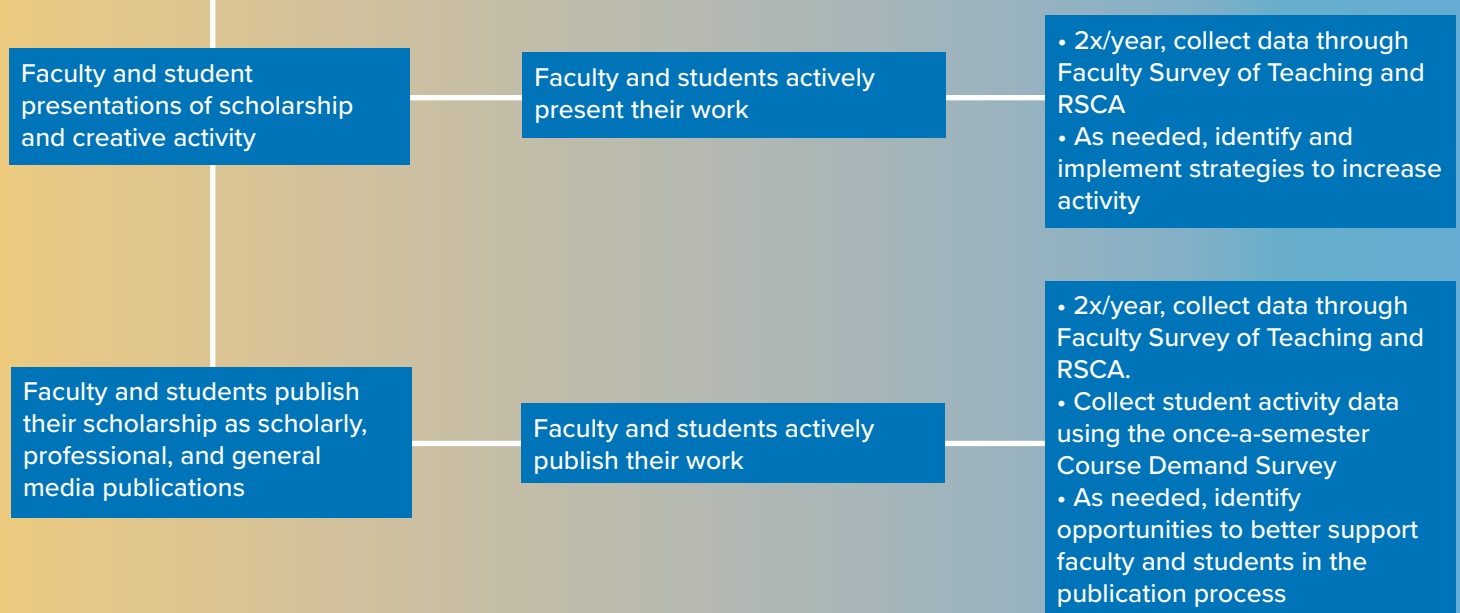 Faculty and student
presentations of scholarship
and creative activity
Faculty and students actively
present their work
• 2x/year, collect data through
Faculty Survey of Teaching and
RSCA
• As needed, identify and
implement strategies to increase
activity
Faculty and students publish
their scholarship as scholarly,
professional, and general
media publications
Faculty and students actively
publish their work
• 2x/year, collect data through
Faculty Survey of Teaching and
RSCA.
• Collect student activity data
using the once-a-semester
Course Demand Survey
• As needed, identify
opportunities to better support
faculty and students in the
publication process